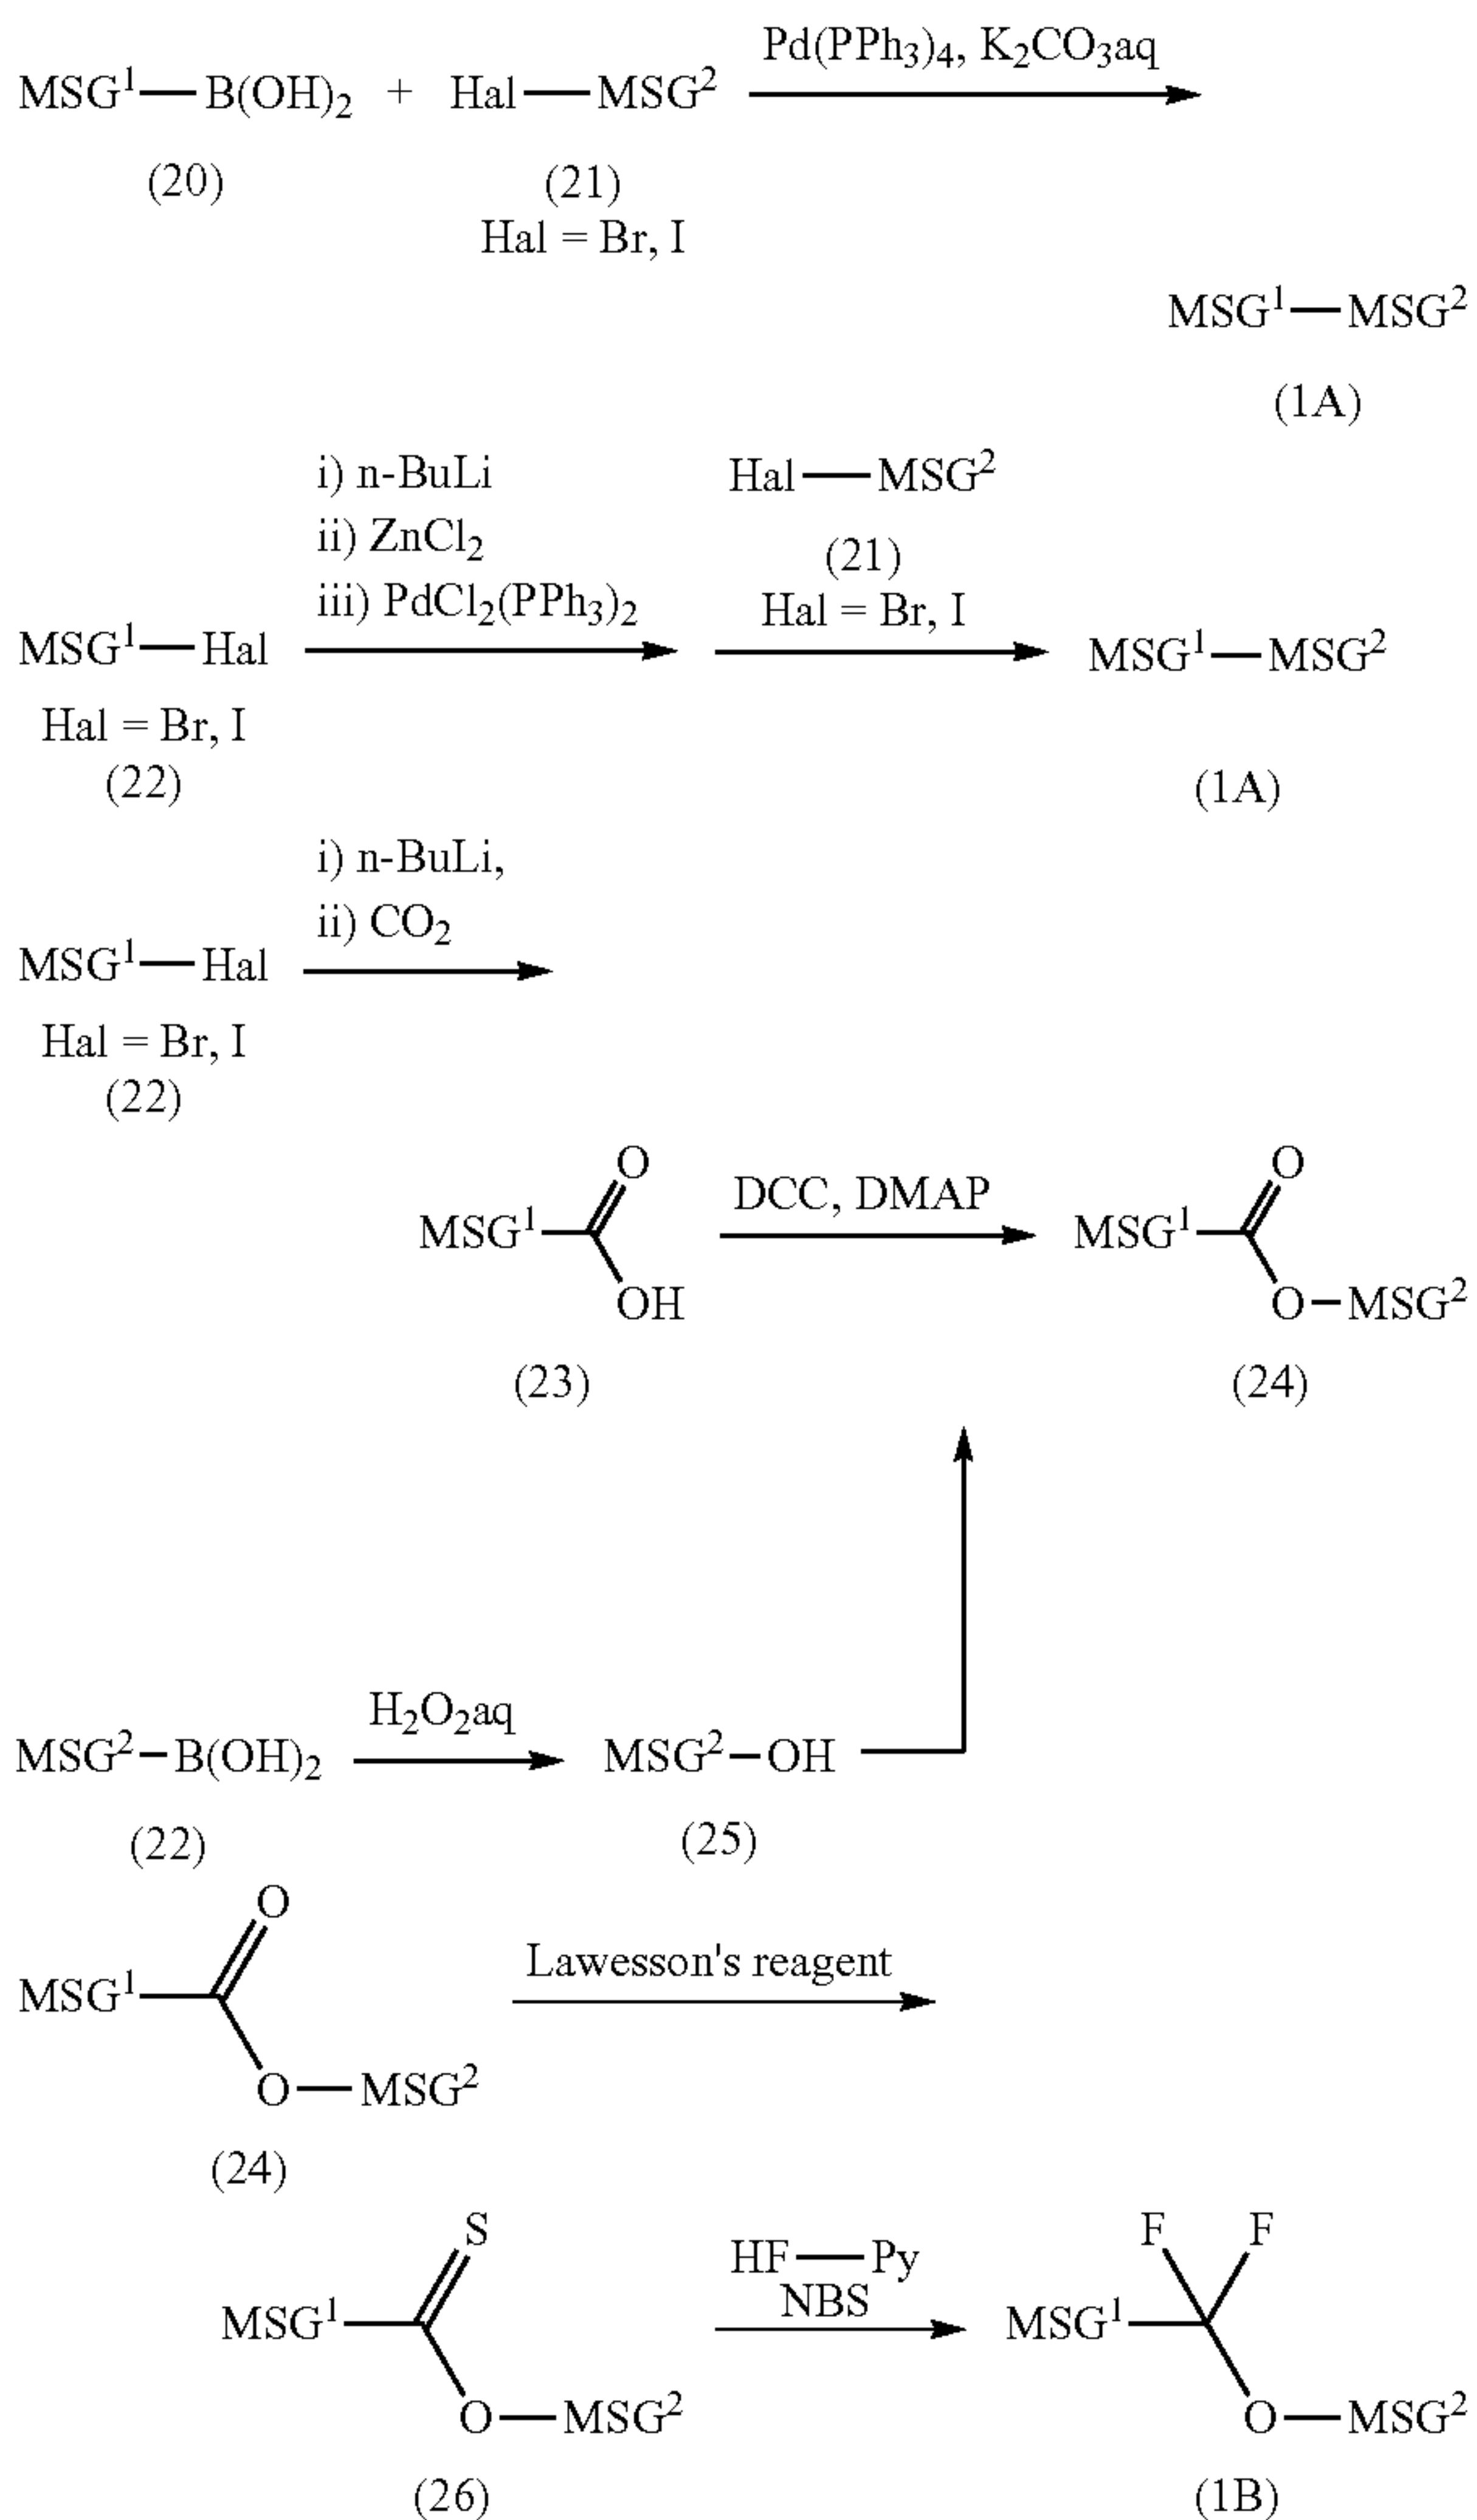 Pd(PPh3)4, K2CO3aq
MSG1—B(OH)2 + Hal—MSG2
(20)
(21)
Hal = Br, I
MSG1—MSG2
(1A)
i) n-BuLi
ii) ZnCl2
iii) PdCl2(PPh3)2
Hal—MSG2
(21)
Hal = Br, I
MSG1—Hal
MSG1—MSG2
Hal = Br, I
(22)
(1A)
i) n-BuLi,
ii) CO2
MSG1—Hal
Hal = Br, I
(22)
O
MSG1
OH
(23)
DCC, DMAP
O
MSG1
O—MSG2
(24)
H2O2aq
MSG2—B(OH)2
MSG2—OH
(22)
(25)
O
MSG1
O—MSG2
(24)
Lawesson's reagent
S
MSG1
O—MSG2
(26)
HF—Py
NBS
F F
MSG1
O—MSG2
(1B)